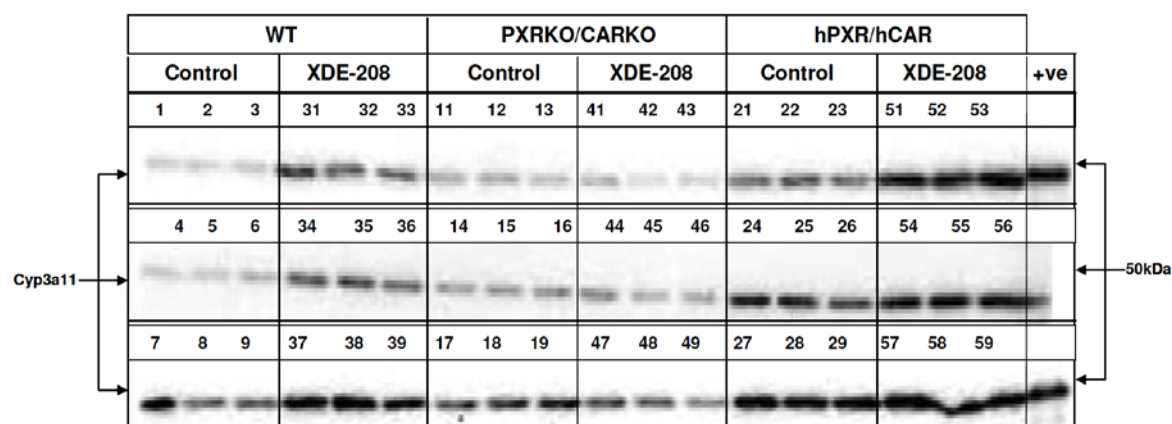 WT PXRKO/CARKO hPXR/hCAR
Control XDE-208 Control XDE-208 Control XDE-208 +ve
1 2 3 31 32 33 11 12 13 41 42 43 21 22 23 51 52 53
4 5 6 34 35 36 14 15 16 44 45 46 24 25 26 54 55 56
Cyp3a11 50kDa
7 8 9 37 38 39 17 18 19 47 48 49 27 28 29 57 58 59